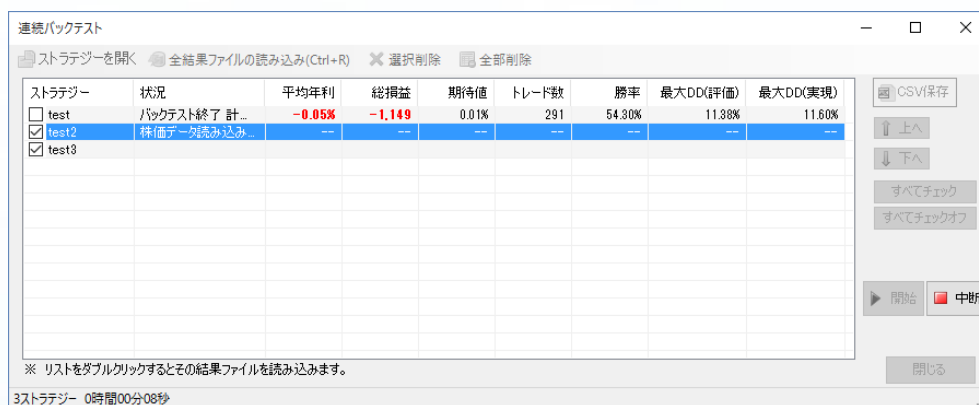 連続バックテスト
ストラテジーを開く 全結果ファイルの読み込み(Ctrl+R) 選択削除 全部削除
ストラテジー 状況 平均年利 総損益 期待値 トレード数 勝率 最大DD(評価) 最大DD(実現)
test バックテスト終了 計... -0.05% -1,149 0.01% 291 54.30% 11.38% 11.60%
test2 株価データ読み込み... -- -- -- -- -- -- --
test3
CSV保存
上へ
下へ
すべてチェック
すべてチェックオフ
開始 中断
※ リストをダブルクリックするとその結果ファイルを読み込みます。
閉じる
3ストラテジー 0時間00分08秒